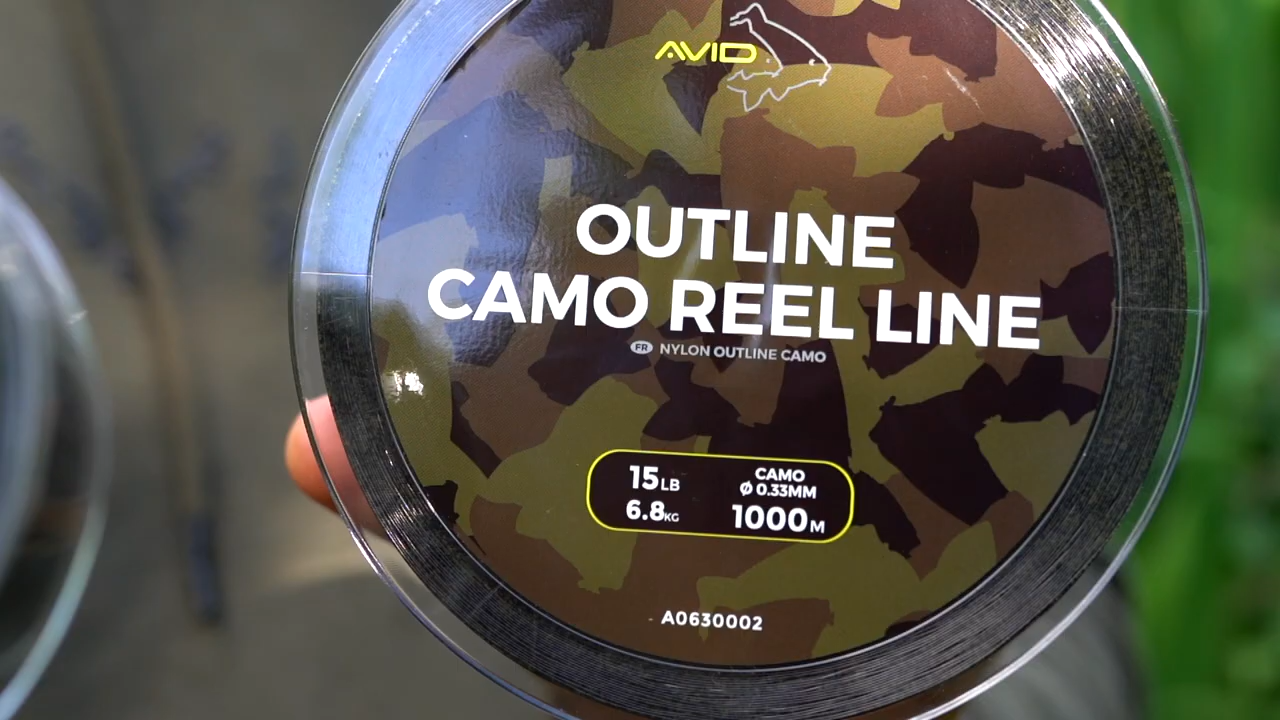 AVID
OUTLINE
CAMO REEL LINE
FR NYLON OUTLINE CAMO
15LB
6.8KG
CAMO
Ø 0.33MM
1000M
A0630002